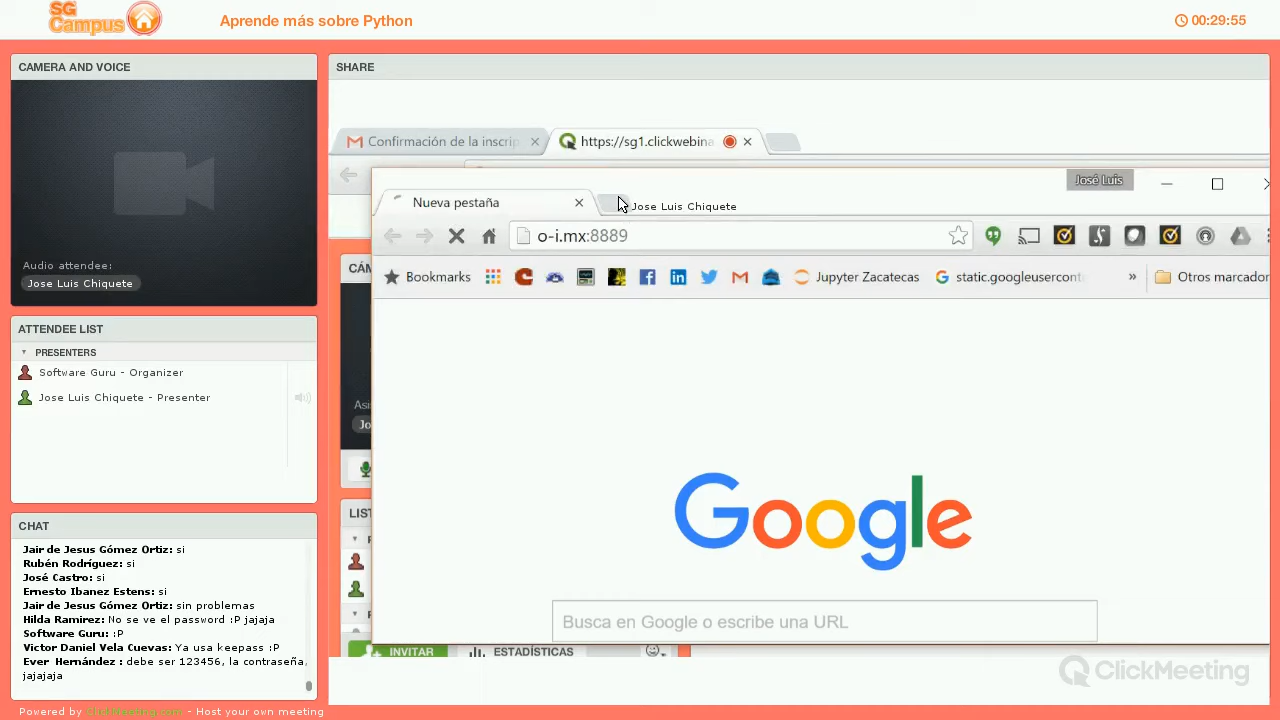 SG
Campus
Aprende más sobre Python
00:29:55
CAMERA AND VOICE
Audio attendee:
Jose Luis Chiquete
ATTENDEE LIST
PRESENTERS
Software Guru - Organizer
Jose Luis Chiquete - Presenter
CHAT
Jair de Jesus Gómez Ortiz: si
Rubén Rodríguez: si
José Castro: si
Ernesto Ibanez Estens: si
Jair de Jesus Gómez Ortiz: sin problemas
Hilda Ramirez: No se ve el password :P jajaja
Software Guru: :P
Victor Daniel Vela Cuevas: Ya usa keepass :P
Ever Hernández : debe ser 123456, la contraseña,
jajajaja
SHARE
Confirmación de la inscrip
https://sg1.clickwebina
José Luis
Nueva pestaña
Jose Luis Chiquete
o-i.mx:8889
Bookmarks
Jupyter Zacatecas
static.googleuserconte
» Otros marcador
CÁM
Asi
Jo
LIST
Google
Busca en Google o escribe una URL
INVITAR
ESTADÍSTICAS
ClickMeeting
Powered by ClickMeeting.com - Host your own meeting